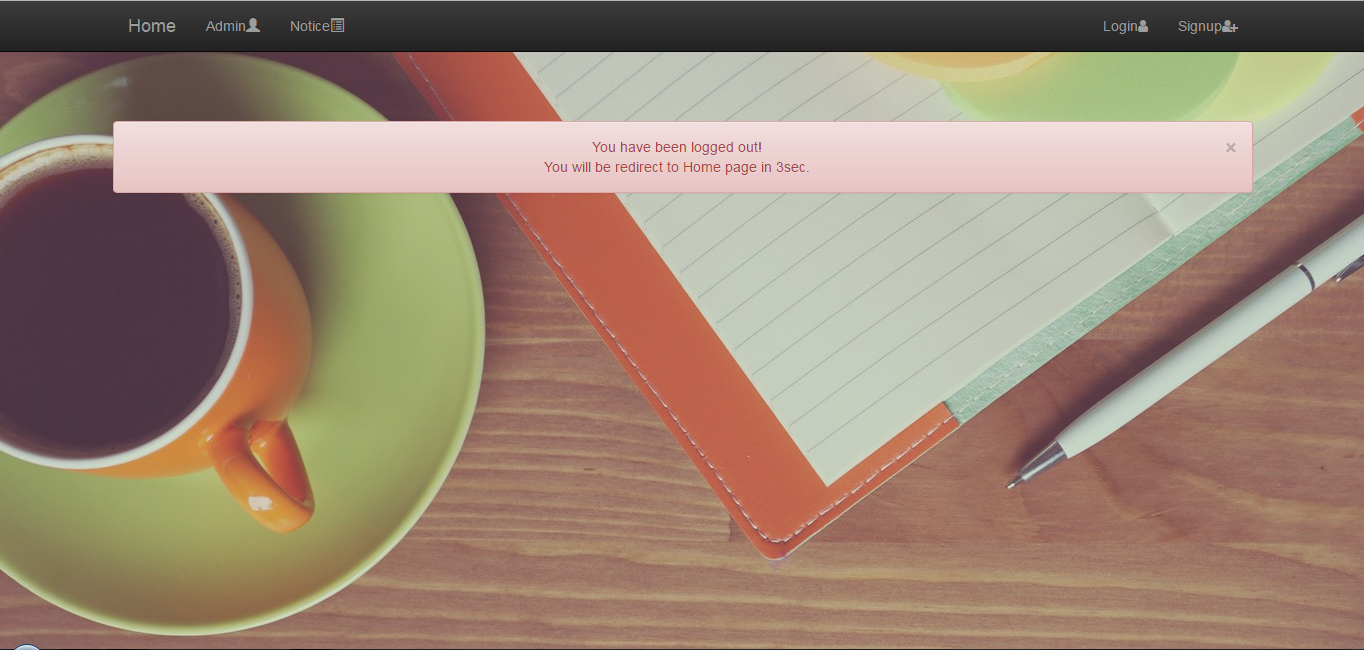 Home Admin Notice Login Signup
You have been logged out! ×
You will be redirect to Home page in 3sec.